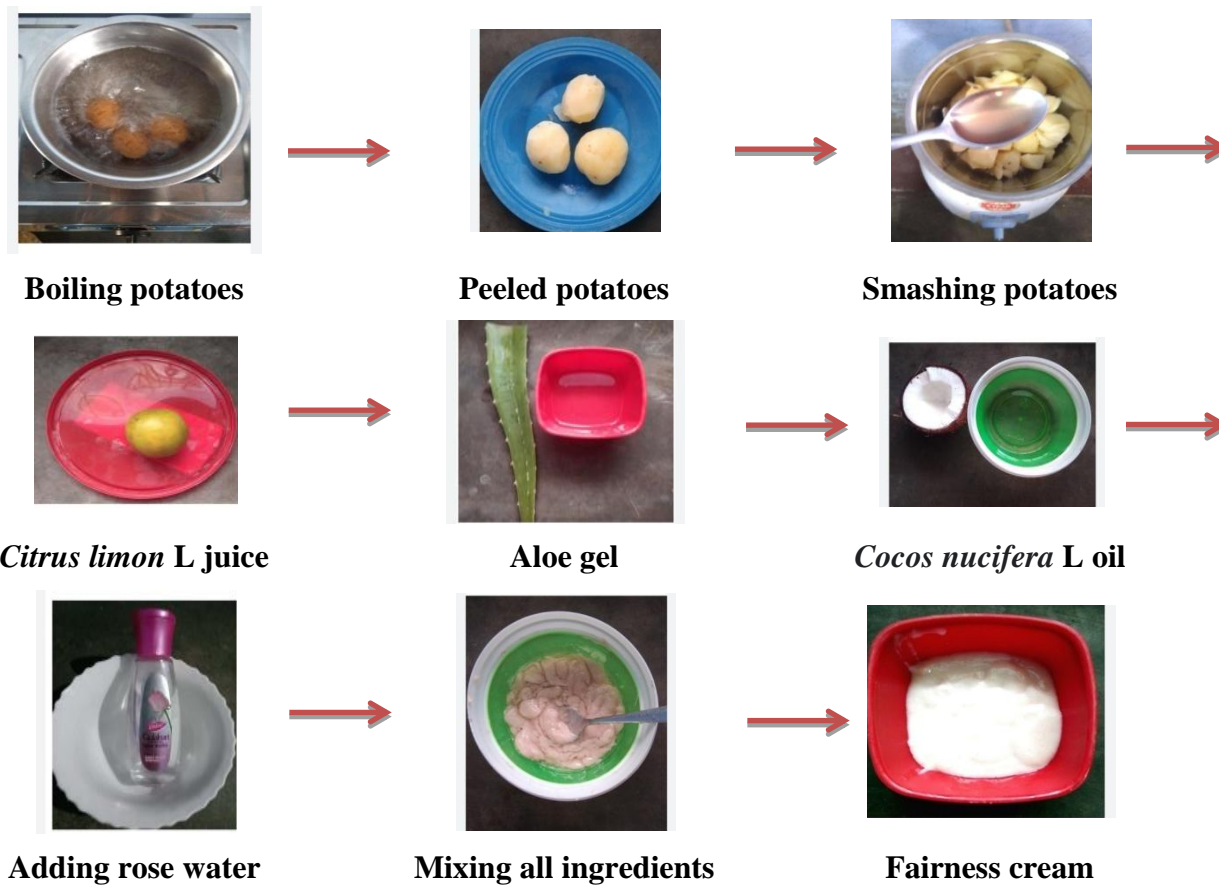 Boiling potatoes
Peeled potatoes
Smashing potatoes
Citrus limon L juice
Aloe gel
Cocos nucifera L oil
Adding rose water
Mixing all ingredients
Fairness cream